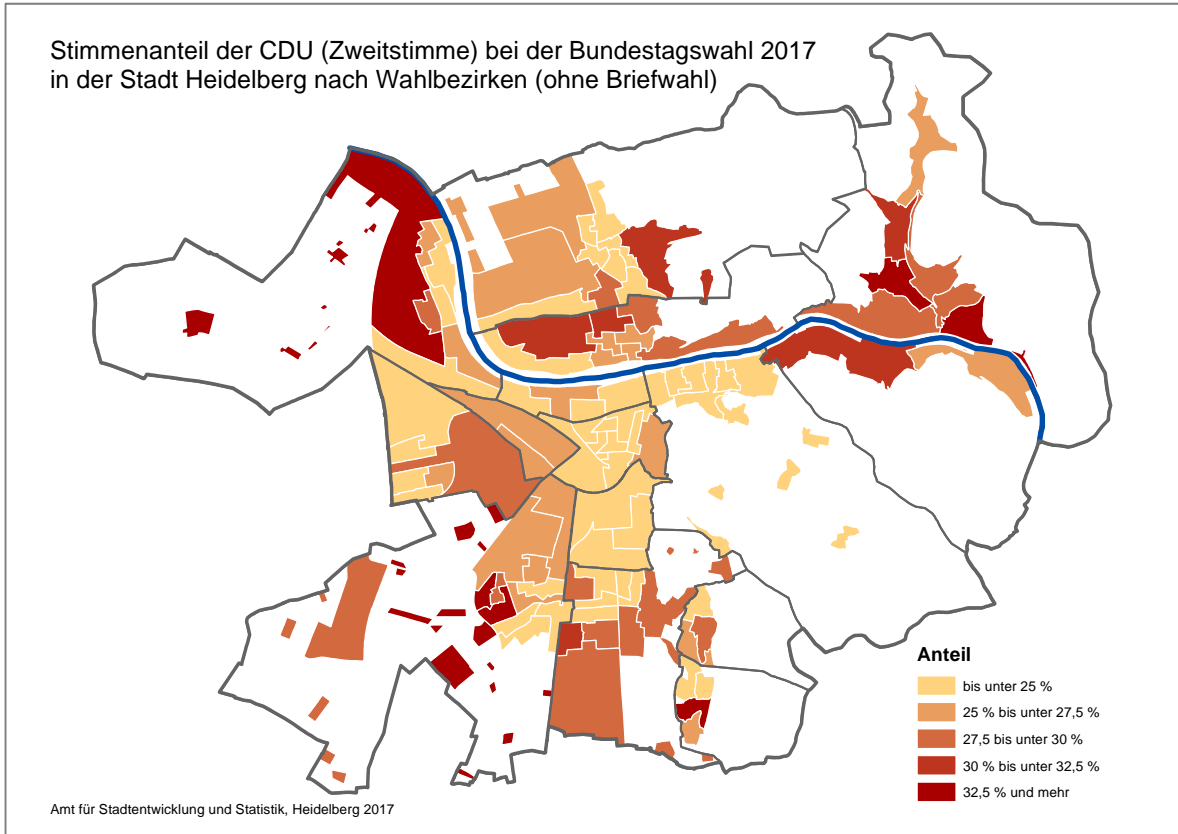 Stimmenanteil der CDU (Zweitstimme) bei der Bundestagswahl 2017
in der Stadt Heidelberg nach Wahlbezirken (ohne Briefwahl)
Anteil
bis unter 25 %
25 % bis unter 27,5 %
27,5 bis unter 30 %
30 % bis unter 32,5 %
32,5 % und mehr
Amt für Stadtentwicklung und Statistik, Heidelberg 2017